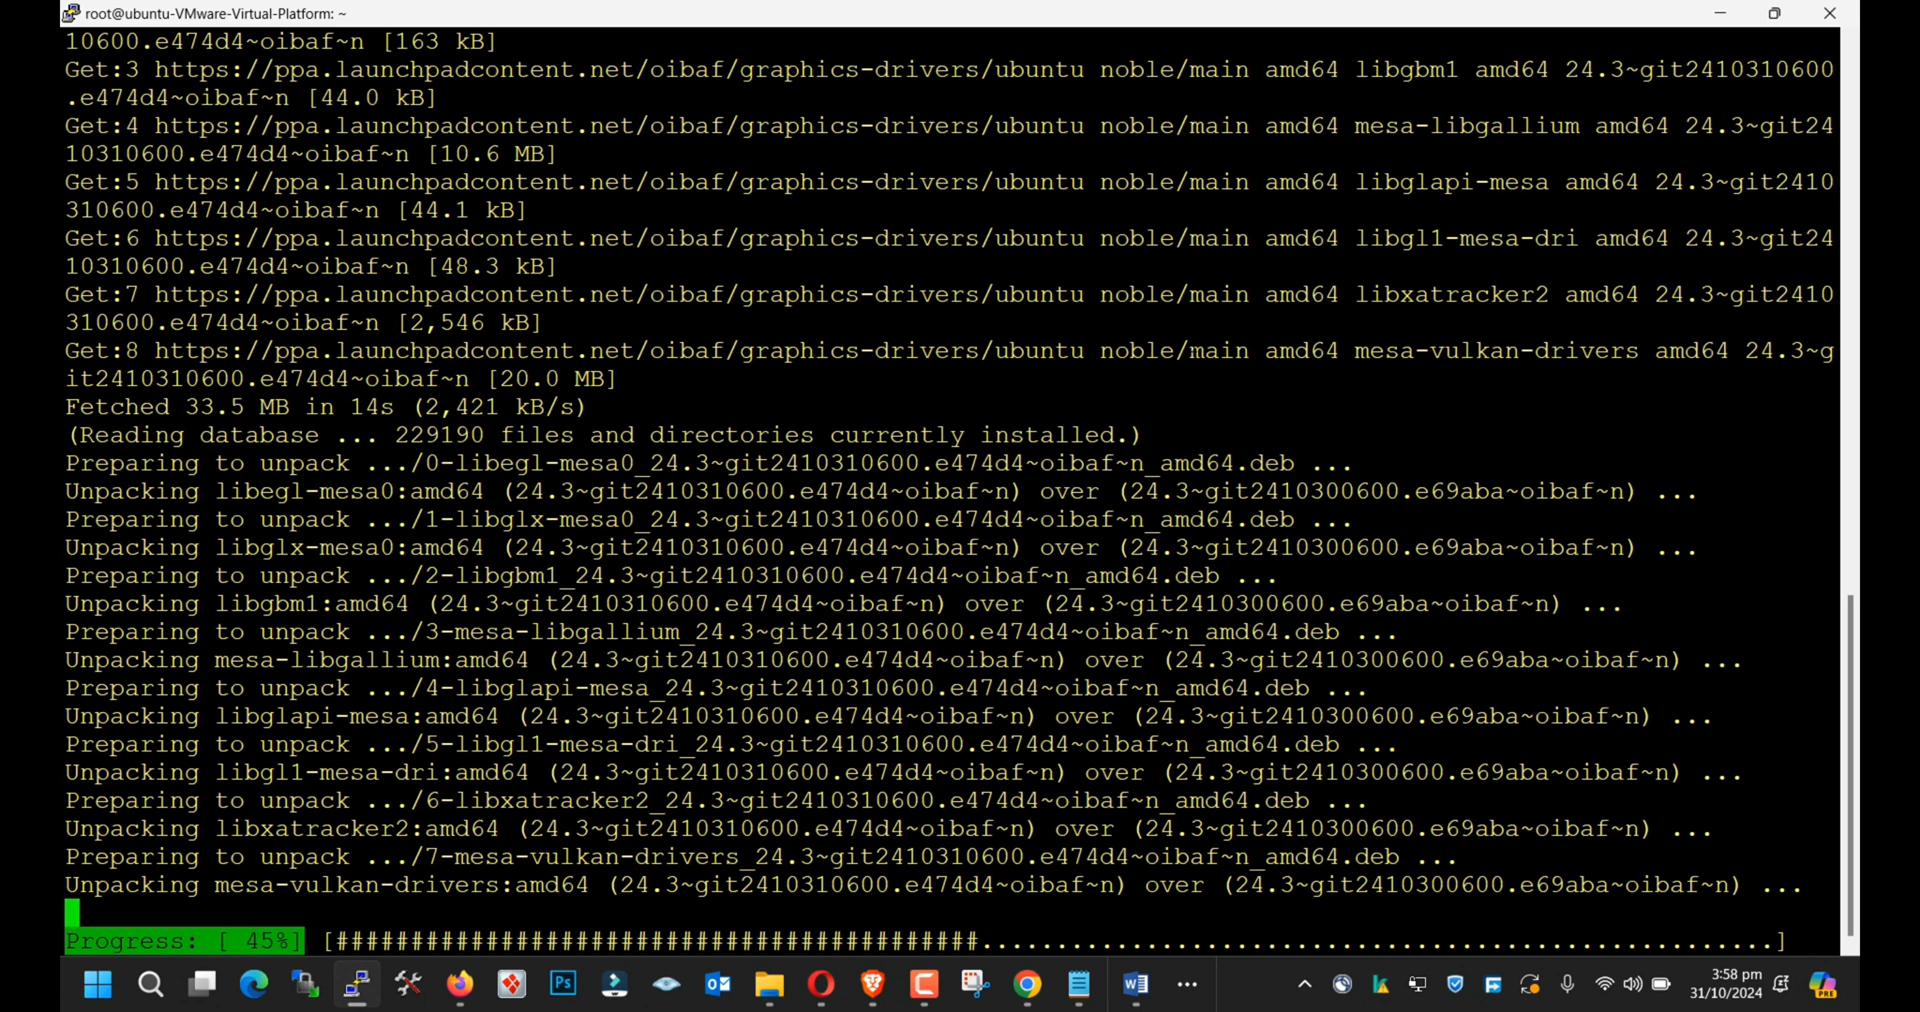 root@ubuntu-VMware-Virtual-Platform: ~
10600.e474d4~oibaf~n [163 kB]
Get:3 https://ppa.launchpadcontent.net/oibaf/graphics-drivers/ubuntu noble/main amd64 libgbm1 amd64 24.3~git2410310600
.e474d4~oibaf~n [44.0 kB]
Get:4 https://ppa.launchpadcontent.net/oibaf/graphics-drivers/ubuntu noble/main amd64 mesa-libgallium amd64 24.3~git24
10310600.e474d4~oibaf~n [10.6 MB]
Get:5 https://ppa.launchpadcontent.net/oibaf/graphics-drivers/ubuntu noble/main amd64 libglapi-mesa amd64 24.3~git2410
310600.e474d4~oibaf~n [44.1 kB]
Get:6 https://ppa.launchpadcontent.net/oibaf/graphics-drivers/ubuntu noble/main amd64 libgl1-mesa-dri amd64 24.3~git24
10310600.e474d4~oibaf~n [48.3 kB]
Get:7 https://ppa.launchpadcontent.net/oibaf/graphics-drivers/ubuntu noble/main amd64 libxatracker2 amd64 24.3~git2410
310600.e474d4~oibaf~n [2,546 kB]
Get:8 https://ppa.launchpadcontent.net/oibaf/graphics-drivers/ubuntu noble/main amd64 mesa-vulkan-drivers amd64 24.3~g
it2410310600.e474d4~oibaf~n [20.0 MB]
Fetched 33.5 MB in 14s (2,421 kB/s)
(Reading database ... 229190 files and directories currently installed.)
Preparing to unpack .../0-libegl-mesa0_24.3~git2410310600.e474d4~oibaf~n_amd64.deb ...
Unpacking libegl-mesa0:amd64 (24.3~git2410310600.e474d4~oibaf~n) over (24.3~git2410300600.e69aba~oibaf~n) ...
Preparing to unpack .../1-libglx-mesa0_24.3~git2410310600.e474d4~oibaf~n_amd64.deb ...
Unpacking libglx-mesa0:amd64 (24.3~git2410310600.e474d4~oibaf~n) over (24.3~git2410300600.e69aba~oibaf~n) ...
Preparing to unpack .../2-libgbm1_24.3~git2410310600.e474d4~oibaf~n_amd64.deb ...
Unpacking libgbm1:amd64 (24.3~git2410310600.e474d4~oibaf~n) over (24.3~git2410300600.e69aba~oibaf~n) ...
Preparing to unpack .../3-mesa-libgallium_24.3~git2410310600.e474d4~oibaf~n_amd64.deb ...
Unpacking mesa-libgallium:amd64 (24.3~git2410310600.e474d4~oibaf~n) over (24.3~git2410300600.e69aba~oibaf~n) ...
Preparing to unpack .../4-libglapi-mesa_24.3~git2410310600.e474d4~oibaf~n_amd64.deb ...
Unpacking libglapi-mesa:amd64 (24.3~git2410310600.e474d4~oibaf~n) over (24.3~git2410300600.e69aba~oibaf~n) ...
Preparing to unpack .../5-libgl1-mesa-dri_24.3~git2410310600.e474d4~oibaf~n_amd64.deb ...
Unpacking libgl1-mesa-dri:amd64 (24.3~git2410310600.e474d4~oibaf~n) over (24.3~git2410300600.e69aba~oibaf~n) ...
Preparing to unpack .../6-libxatracker2_24.3~git2410310600.e474d4~oibaf~n_amd64.deb ...
Unpacking libxatracker2:amd64 (24.3~git2410310600.e474d4~oibaf~n) over (24.3~git2410300600.e69aba~oibaf~n) ...
Preparing to unpack .../7-mesa-vulkan-drivers_24.3~git2410310600.e474d4~oibaf~n_amd64.deb ...
Unpacking mesa-vulkan-drivers:amd64 (24.3~git2410310600.e474d4~oibaf~n) over (24.3~git2410300600.e69aba~oibaf~n) ...
Progress: [ 45%] [###########################################.....................................................]
Ps
3:58 pm
31/10/2024
PRE